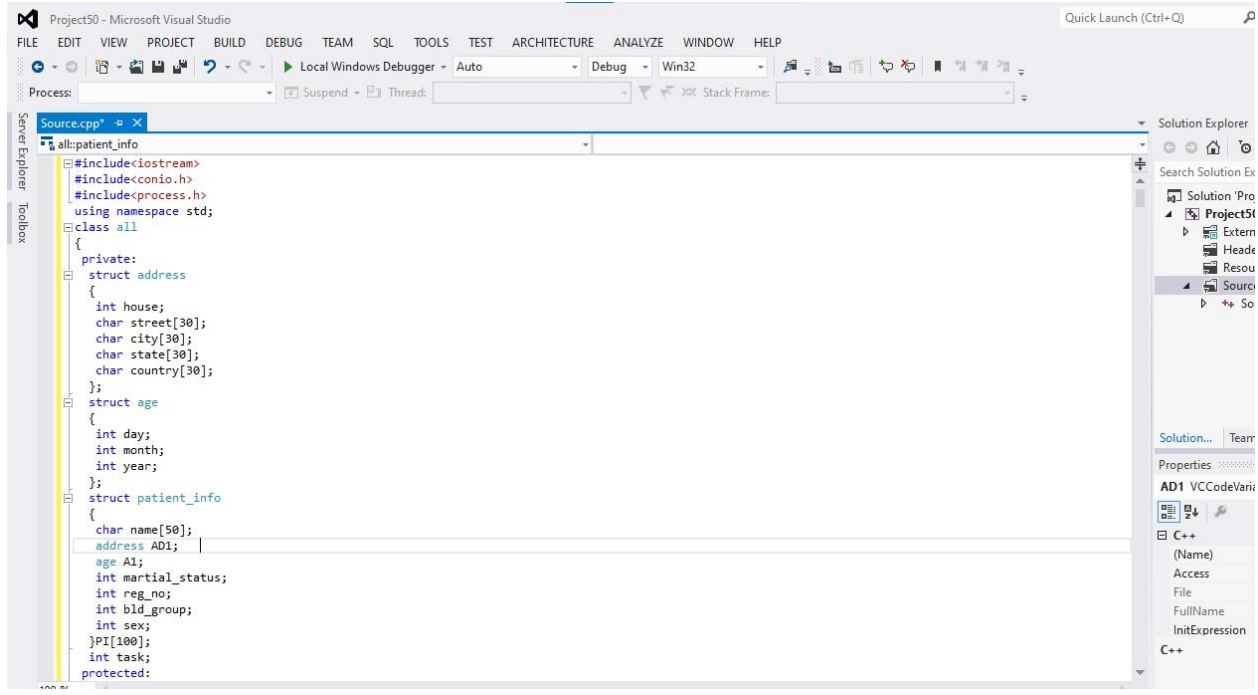 Project50 - Microsoft Visual Studio
Quick Launch (Ctrl+Q)
FILE EDIT VIEW PROJECT BUILD DEBUG TEAM SQL TOOLS TEST ARCHITECTURE ANALYZE WINDOW HELP
Local Windows Debugger Auto Debug Win32
Process: Suspend Thread: Stack Frame:
Server Explorer
Toolbox
Source.cpp*
all::patient_info
#include<iostream>
#include<conio.h>
#include<process.h>
using namespace std;
class all
{
private:
struct address
{
int house;
char street[30];
char city[30];
char state[30];
char country[30];
};
struct age
{
int day;
int month;
int year;
};
struct patient_info
{
char name[50];
address AD1;
age A1;
int martial_status;
int reg_no;
int bld_group;
int sex;
}PI[100];
int task;
protected:
Solution Explorer
Search Solution Ex
Solution 'Pro
Project50
Extern
Heade
Resou
Source
So
Solution... Team
Properties
AD1 VCCodeVaria
C++
(Name)
Access
File
FullName
InitExpression
C++